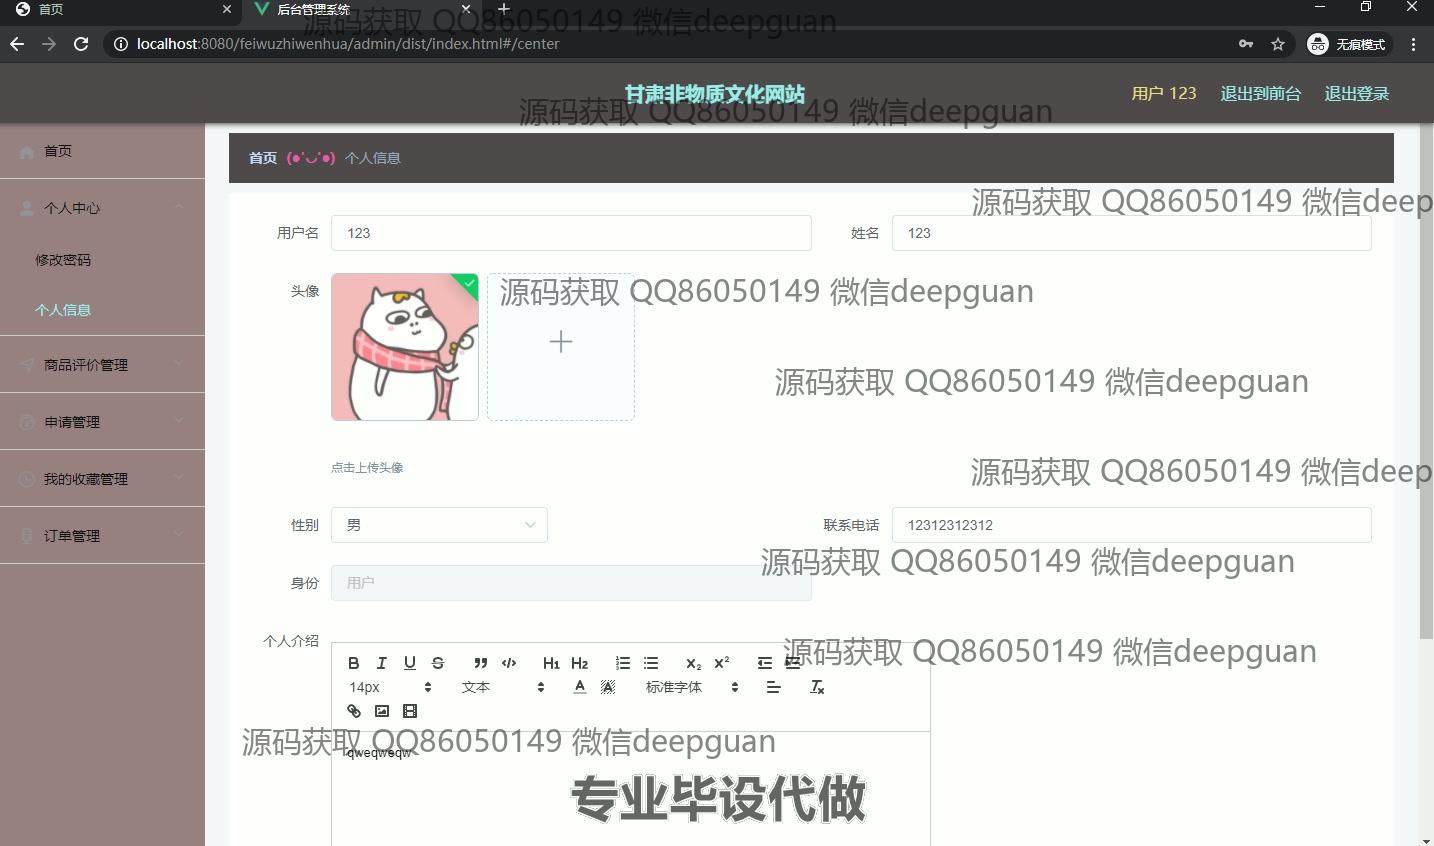 首页
后台管理系统
源码获取 QQ86050149 微信deepguan
localhost:8080/feiwuzhiwenhua/admin/dist/index.html#/center
无痕模式
甘肃非物质文化网站
用户 123
退出到前台
退出登录
源码获取 QQ86050149 微信deepguan
首页
首页 (●'◡'●) 个人信息
个人中心
源码获取 QQ86050149 微信deep
用户名
123
姓名
123
修改密码
个人信息
头像
源码获取 QQ86050149 微信deepguan
商品评价管理
源码获取 QQ86050149 微信deepguan
申请管理
点击上传头像
源码获取 QQ86050149 微信deep
我的收藏管理
订单管理
性别
男
联系电话
12312312312
源码获取 QQ86050149 微信deepguan
身份
用户
个人介绍
源码获取 QQ86050149 微信deepguan
B I U S H1 H2 X2 X2
14px 文本 A A 标准字体 Tx
源码获取 QQ86050149 微信deepguan
qweqweqw
专业毕设代做